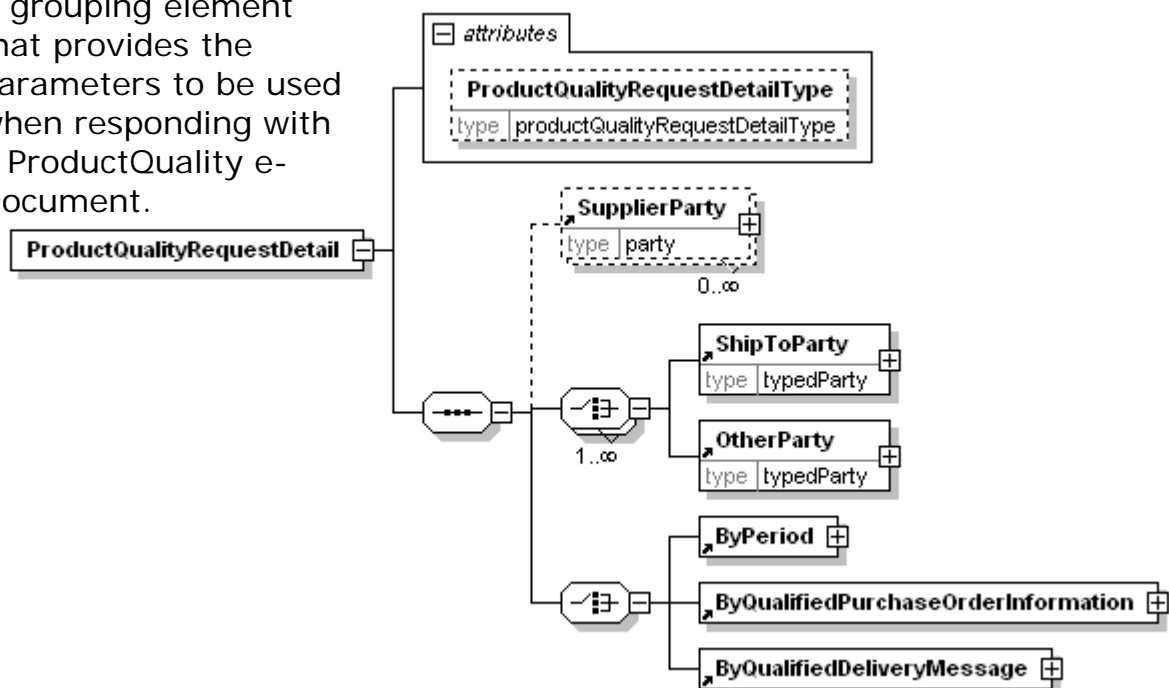 grouping element
hat provides the
arameters to be used
when responding with
ProductQuality e-
ocument.
attributes
ProductQualityRequestDetailType
type productQualityRequestDetailType
SupplierParty
type party
0..∞
ProductQualityRequestDetail
ShipToParty
type typedParty
1..∞
OtherParty
type typedParty
ByPeriod
ByQualifiedPurchaseOrderInformation
ByQualifiedDeliveryMessage